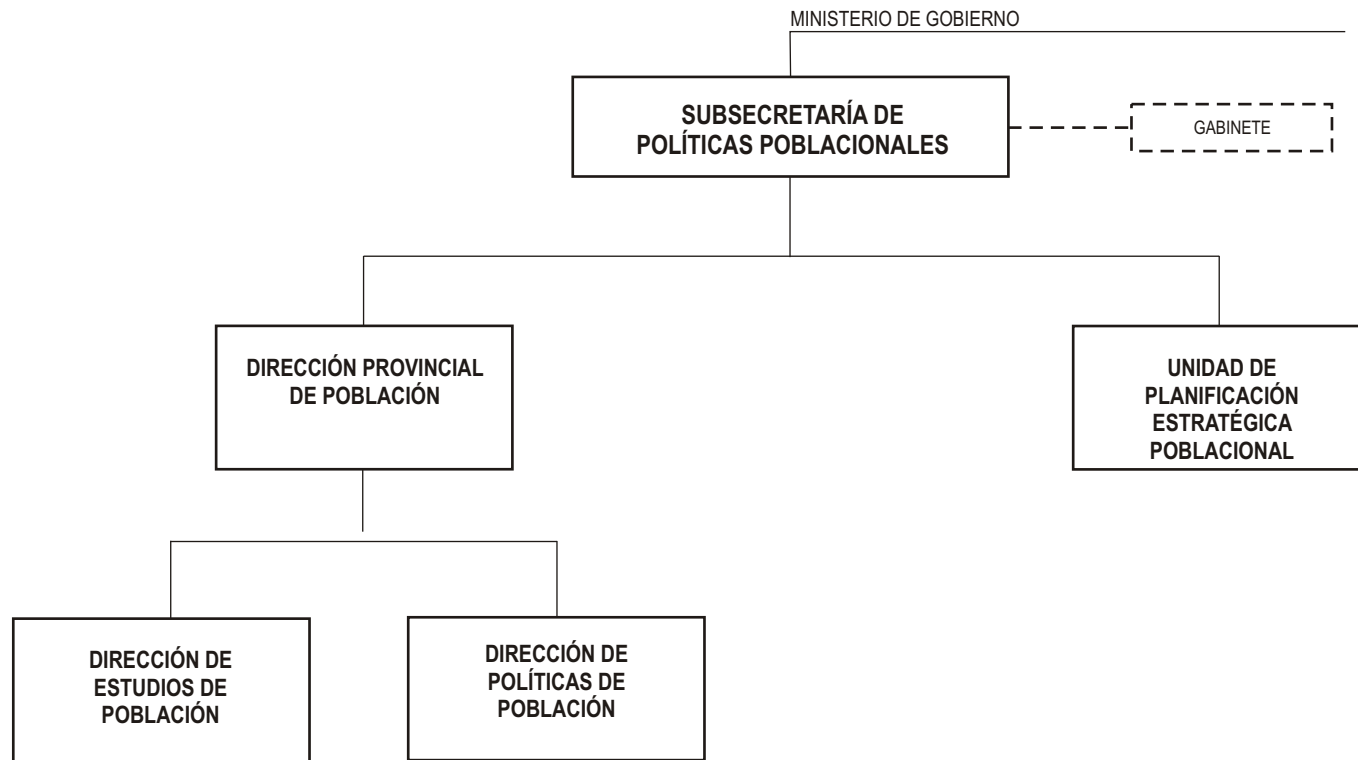 MINISTERIO DE GOBIERNO
SUBSECRETARÍA DE
POLÍTICAS POBLACIONALES
GABINETE
DIRECCIÓN PROVINCIAL
DE POBLACIÓN
UNIDAD DE
PLANIFICACIÓN
ESTRATÉGICA
POBLACIONAL
DIRECCIÓN DE
ESTUDIOS DE
POBLACIÓN
DIRECCIÓN DE
POLÍTICAS DE
POBLACIÓN